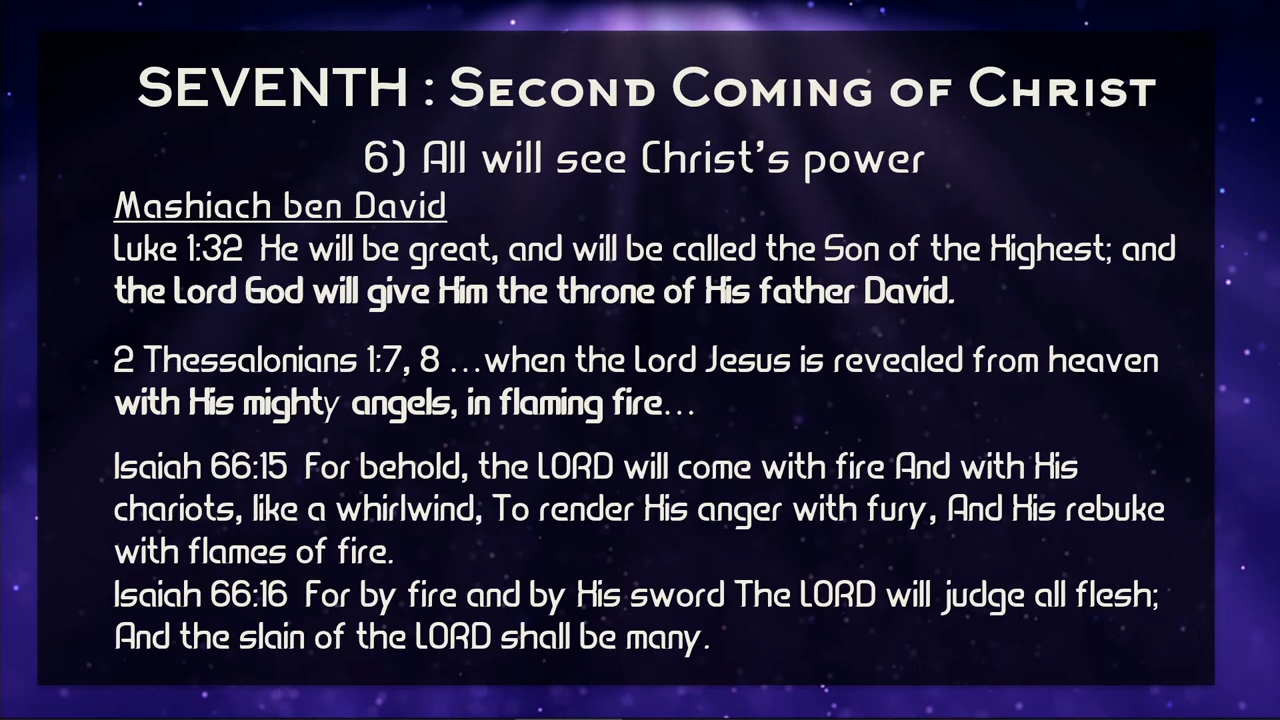 SEVENTH : Second Coming of Christ
6) All will see Christ's power
Mashiach ben David
Luke 1:32  He will be great, and will be called the Son of the Highest; and
the Lord God will give Him the throne of His father David.
2 Thessalonians 1:7, 8 …when the Lord Jesus is revealed from heaven
with His mighty angels, in flaming fire…
Isaiah 66:15  For behold, the LORD will come with fire And with His
chariots, like a whirlwind, To render His anger with fury, And His rebuke
with flames of fire.
Isaiah 66:16  For by fire and by His sword The LORD will judge all flesh;
And the slain of the LORD shall be many.